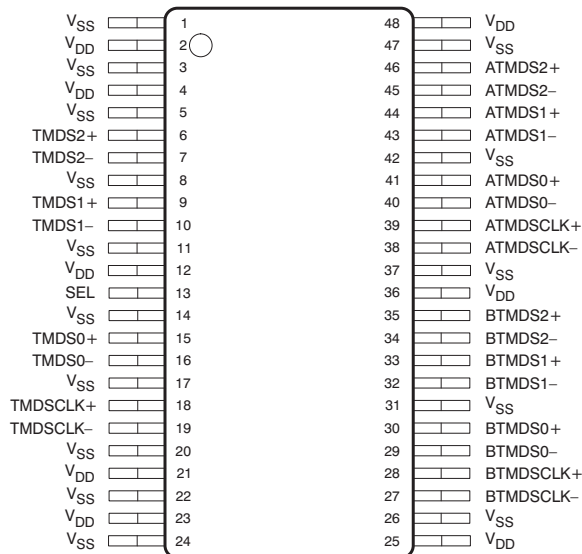 VSS 1 48 VDD
VDD 2 47 VSS
VSS 3 46 ATMDS2+
VDD 4 45 ATMDS2−
VSS 5 44 ATMDS1+
TMDS2+ 6 43 ATMDS1−
TMDS2− 7 42 VSS
VSS 8 41 ATMDS0+
TMDS1+ 9 40 ATMDS0−
TMDS1− 10 39 ATMDSCLK+
VSS 11 38 ATMDSCLK−
VDD 12 37 VSS
SEL 13 36 VDD
VSS 14 35 BTMDS2+
TMDS0+ 15 34 BTMDS2−
TMDS0− 16 33 BTMDS1+
VSS 17 32 BTMDS1−
TMDSCLK+ 18 31 VSS
TMDSCLK− 19 30 BTMDS0+
VSS 20 29 BTMDS0−
VDD 21 28 BTMDSCLK+
VSS 22 27 BTMDSCLK−
VDD 23 26 VSS
VSS 24 25 VDD